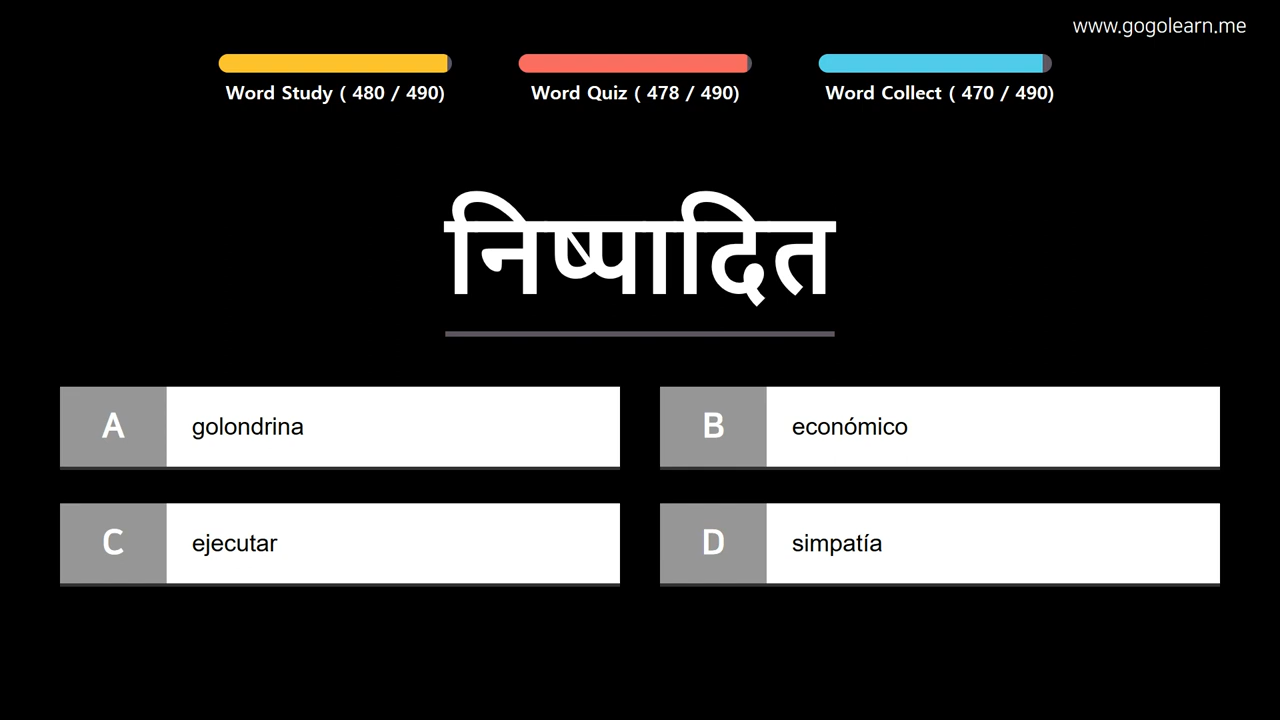 www.gogolearn.me
Word Study ( 480 / 490) Word Quiz ( 478 / 490) Word Collect ( 470 / 490)
निष्पादित
A golondrina B económico
C ejecutar D simpatía